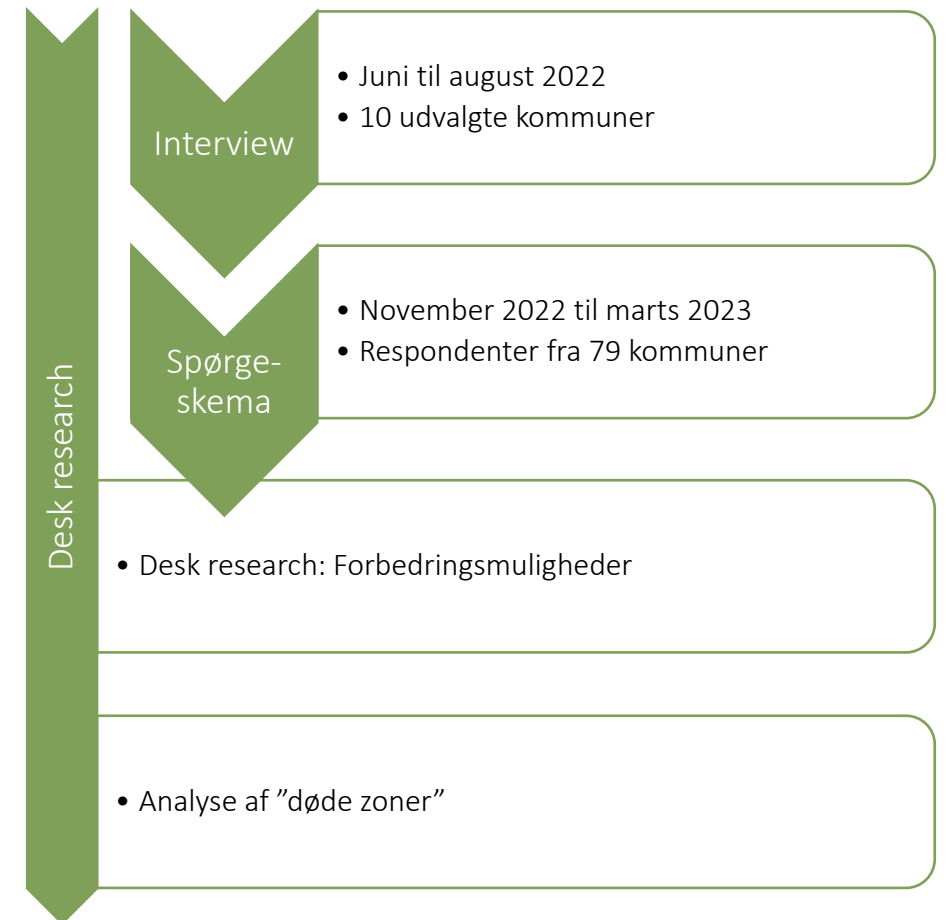 Desk research
Interview
• Juni til august 2022
• 10 udvalgte kommuner
Spørge-
skema
• November 2022 til marts 2023
• Respondenter fra 79 kommuner
• Desk research: Forbedringsmuligheder
• Analyse af ”døde zoner”